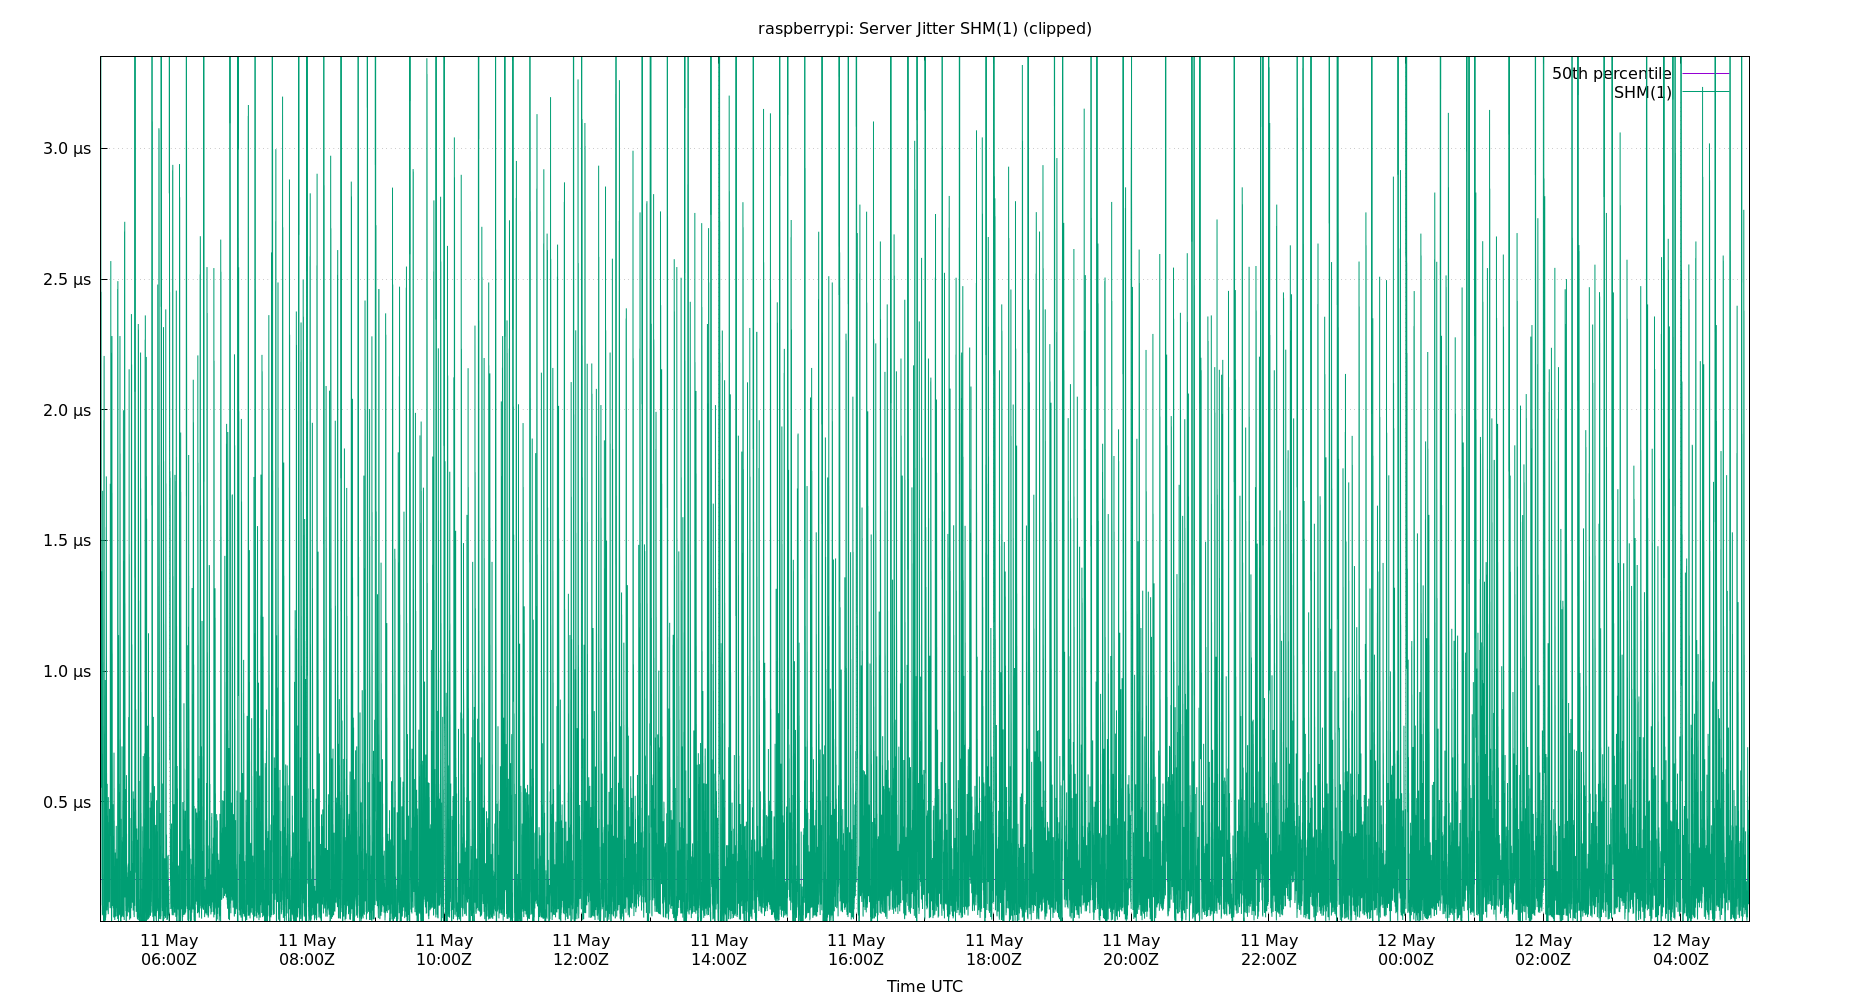 raspberrypi: Server Jitter SHM(1) (clipped)
50th percentile
SHM(1)
3.0 µs
2.5 µs
2.0 µs
1.5 µs
1.0 µs
0.5 µs
11 May 11 May 11 May 11 May 11 May 11 May 11 May 11 May 11 May 12 May 12 May 12 May
06:00Z 08:00Z 10:00Z 12:00Z 14:00Z 16:00Z 18:00Z 20:00Z 22:00Z 00:00Z 02:00Z 04:00Z
Time UTC